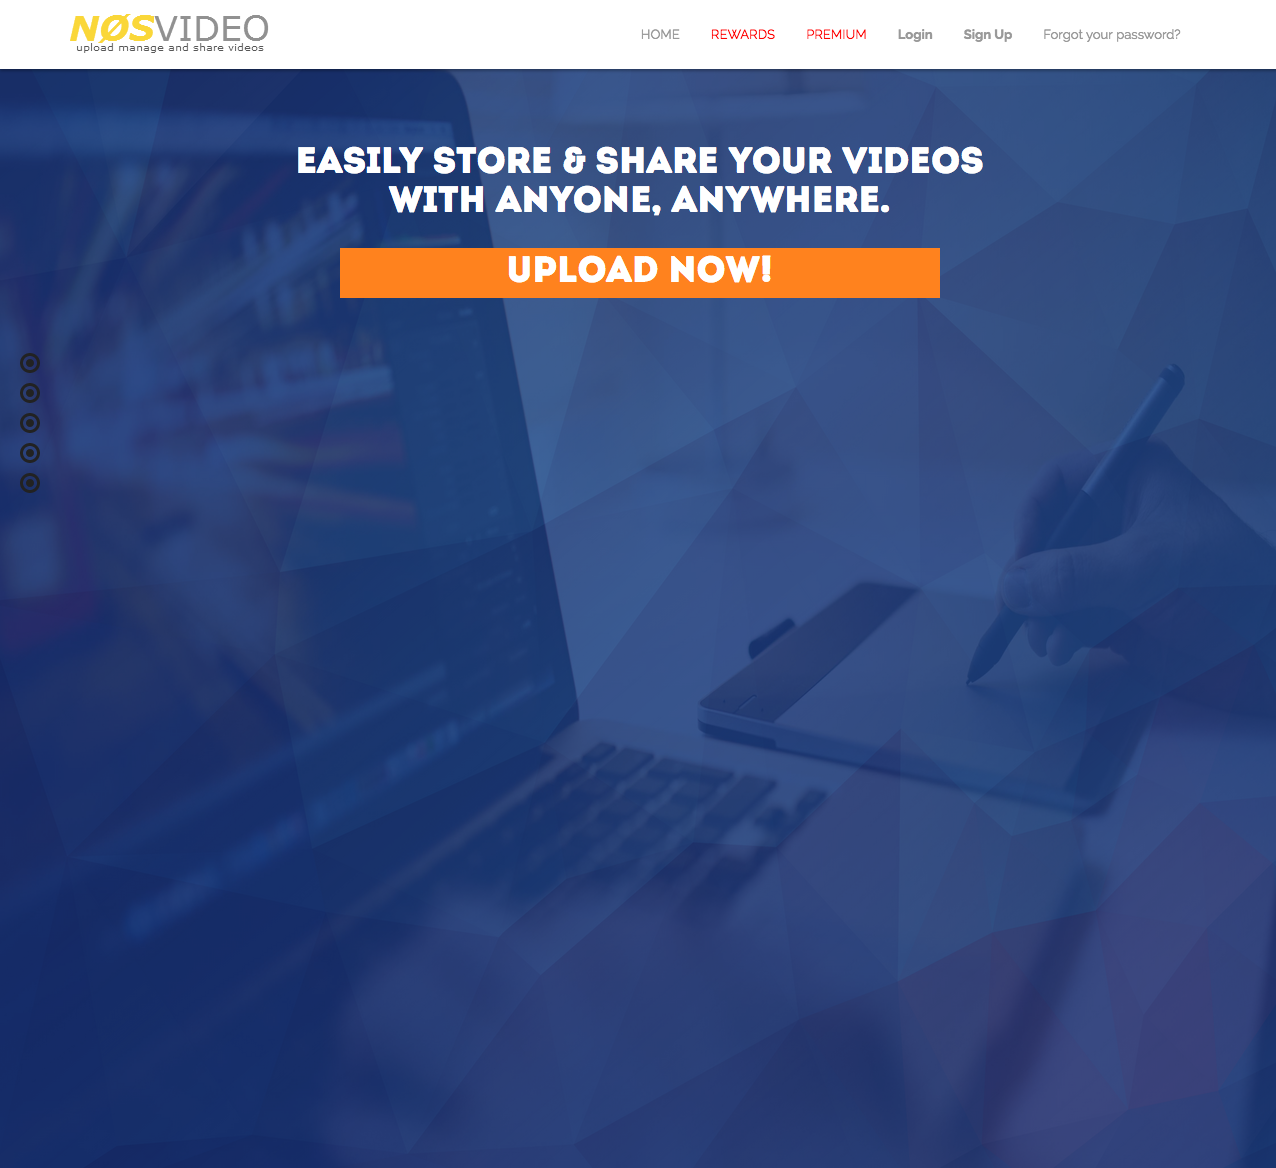 NØSVIDEO
upload manage and share videos
HOME REWARDS PREMIUM Login Sign Up Forgot your password?
EASILY STORE & SHARE YOUR VIDEOS
WITH ANYONE, ANYWHERE.
UPLOAD NOW!